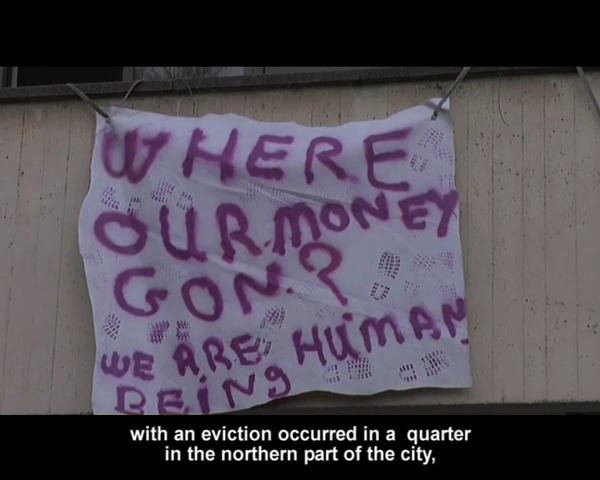 WHERE
OUR MONEY
GON.?
WE ARE HUMAN
BEiNg
with an eviction occurred in a quarter
in the northern part of the city,